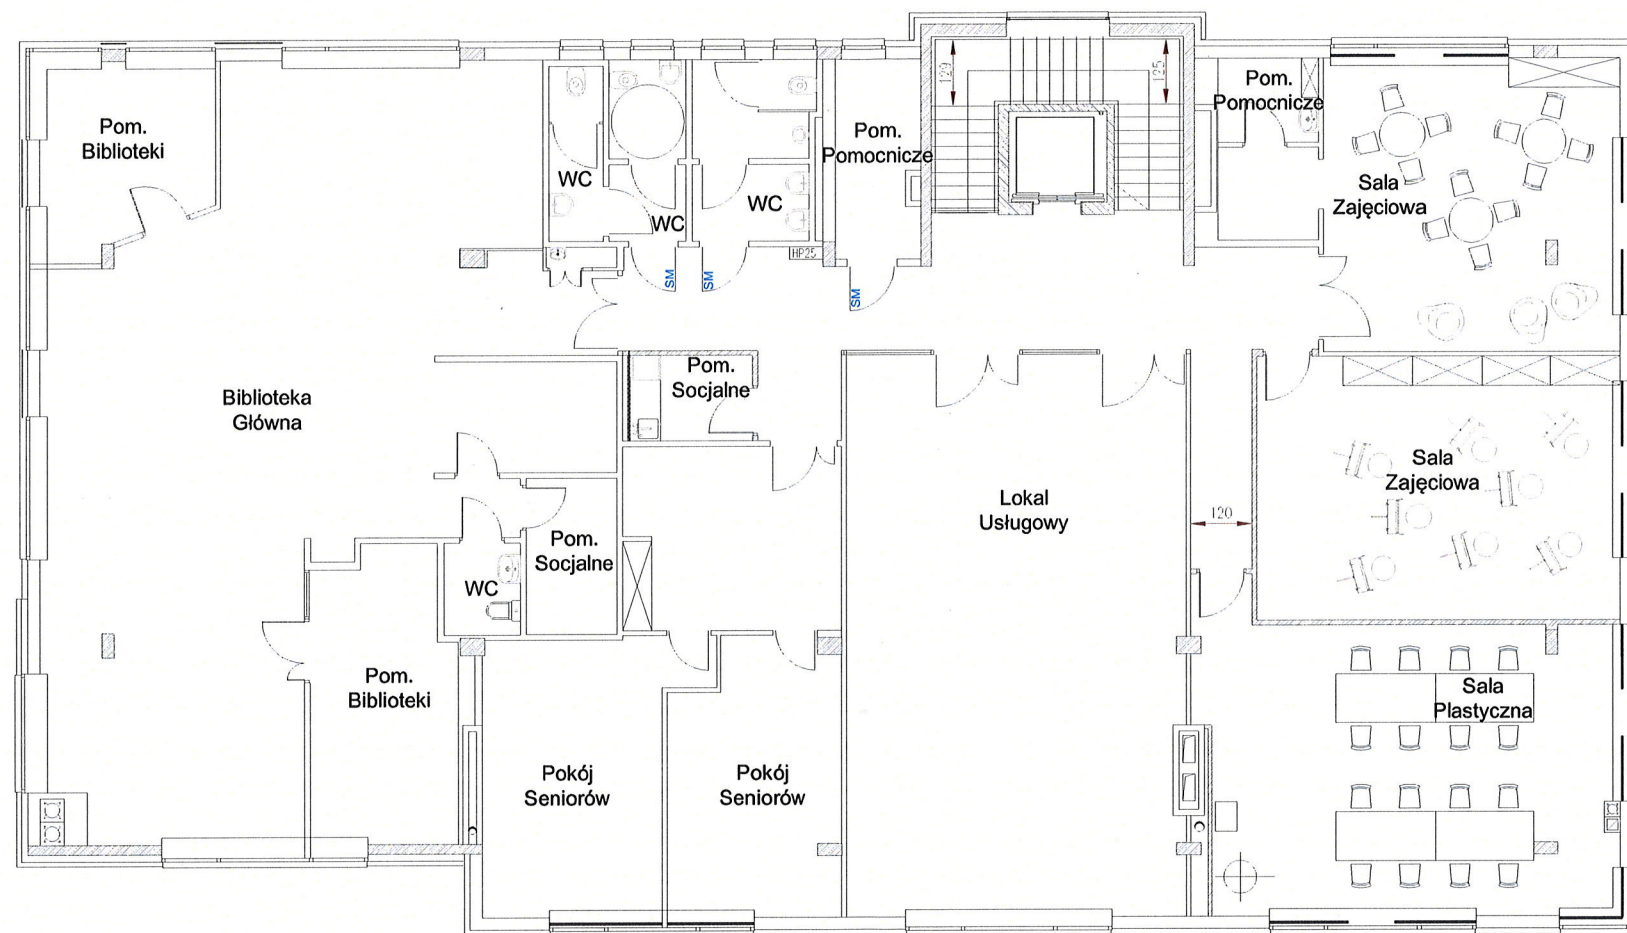 129
125
Pom.
Biblioteki
Pom.
Pomocnicze
Pom.
Pomocnicze
WC
WC
WC
Sala
Zajęciowa
HP25
SM
SM
SM
Pom.
Socjalne
Biblioteka
Główna
Sala
Zajęciowa
Lokal
Usługowy
120
Pom.
Socjalne
WC
Pom.
Biblioteki
Sala
Plastyczna
Pokój
Seniorów
Pokój
Seniorów